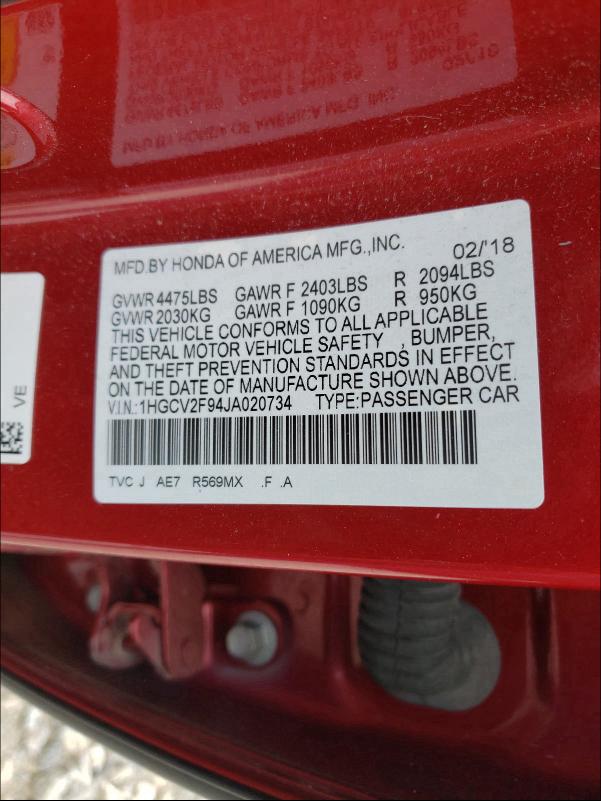 MFD.BY HONDA OF AMERICA MFG.,INC. 02/'18
GVWR 4475LBS GAWR F 2403LBS R 2094LBS
GVWR 2030KG GAWR F 1090KG R 950KG
THIS VEHICLE CONFORMS TO ALL APPLICABLE
FEDERAL MOTOR VEHICLE SAFETY , BUMPER,
AND THEFT PREVENTION STANDARDS IN EFFECT
ON THE DATE OF MANUFACTURE SHOWN ABOVE.
V.I.N.:1HGCV2F94JA020734 TYPE:PASSENGER CAR
TVC J AE7 R569MX .F .A
VE